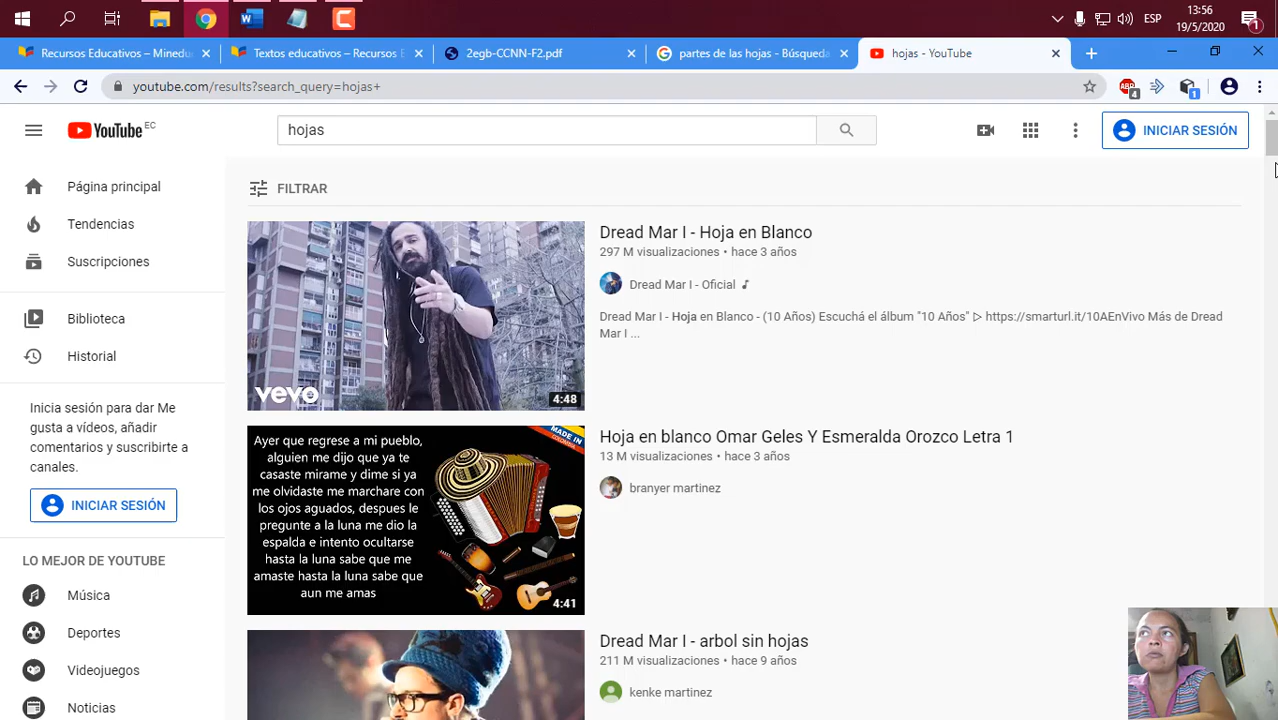 13:56
ESP
19/5/2020
1
Recursos Educativos – Minedu
Textos educativos – Recursos E
2egb-CCNN-F2.pdf
partes de las hojas - Búsqueda
hojas - YouTube
youtube.com/results?search_query=hojas+
ABP
4
1
YouTube EC
hojas
INICIAR SESIÓN
Página principal
Tendencias
Suscripciones
Biblioteca
Historial
Inicia sesión para dar Me
gusta a vídeos, añadir
comentarios y suscribirte a
canales.
INICIAR SESIÓN
LO MEJOR DE YOUTUBE
Música
Deportes
Videojuegos
Noticias
FILTRAR
vevo
4:48
Dread Mar I - Hoja en Blanco
297 M visualizaciones • hace 3 años
Dread Mar I - Oficial
Dread Mar I - Hoja en Blanco - (10 Años) Escuchá el álbum "10 Años" ▷ https://smarturl.it/10AEnVivo Más de Dread
Mar I ...
Ayer que regrese a mi pueblo,
alguien me dijo que ya te
casaste mirame y dime si ya
me olvidaste me marchare con
los ojos aguados, despues le
pregunte a la luna me dio la
espalda e intento ocultarse
hasta la luna sabe que me
amaste hasta la luna sabe que
aun me amas
MADE IN
COLOMBIA
4:41
Hoja en blanco Omar Geles Y Esmeralda Orozco Letra 1
13 M visualizaciones • hace 3 años
branyer martinez
Dread Mar I - arbol sin hojas
211 M visualizaciones • hace 9 años
kenke martinez